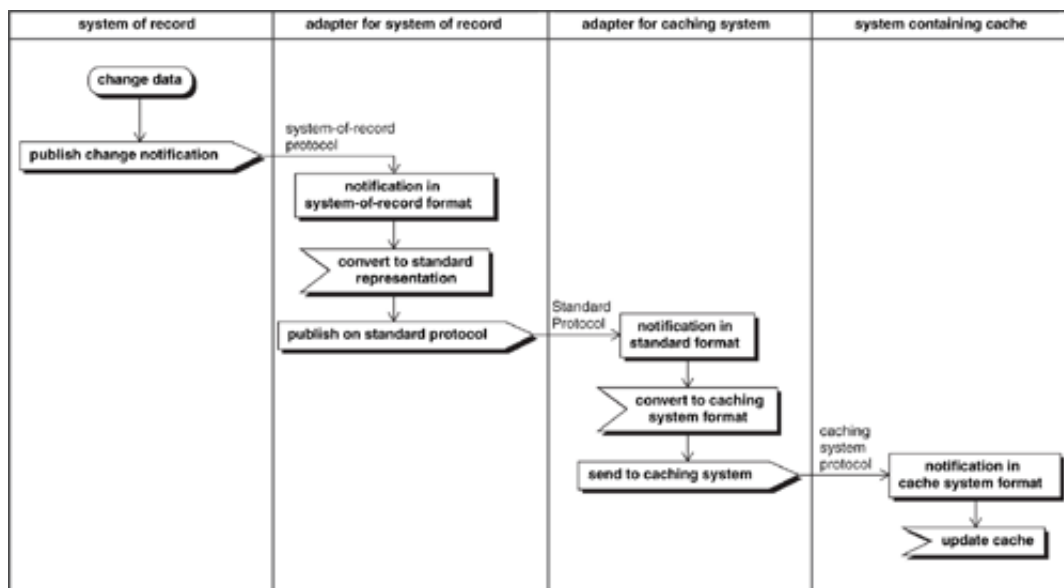 system of record
adapter for system of record
adapter for caching system
system containing cache
change data
publish change notification
system-of-record
protocol
notification in
system-of-record format
convert to standard
representation
publish on standard protocol
Standard
Protocol
notification in
standard format
convert to caching
system format
send to caching system
caching
system
protocol
notification in
cache system format
update cache